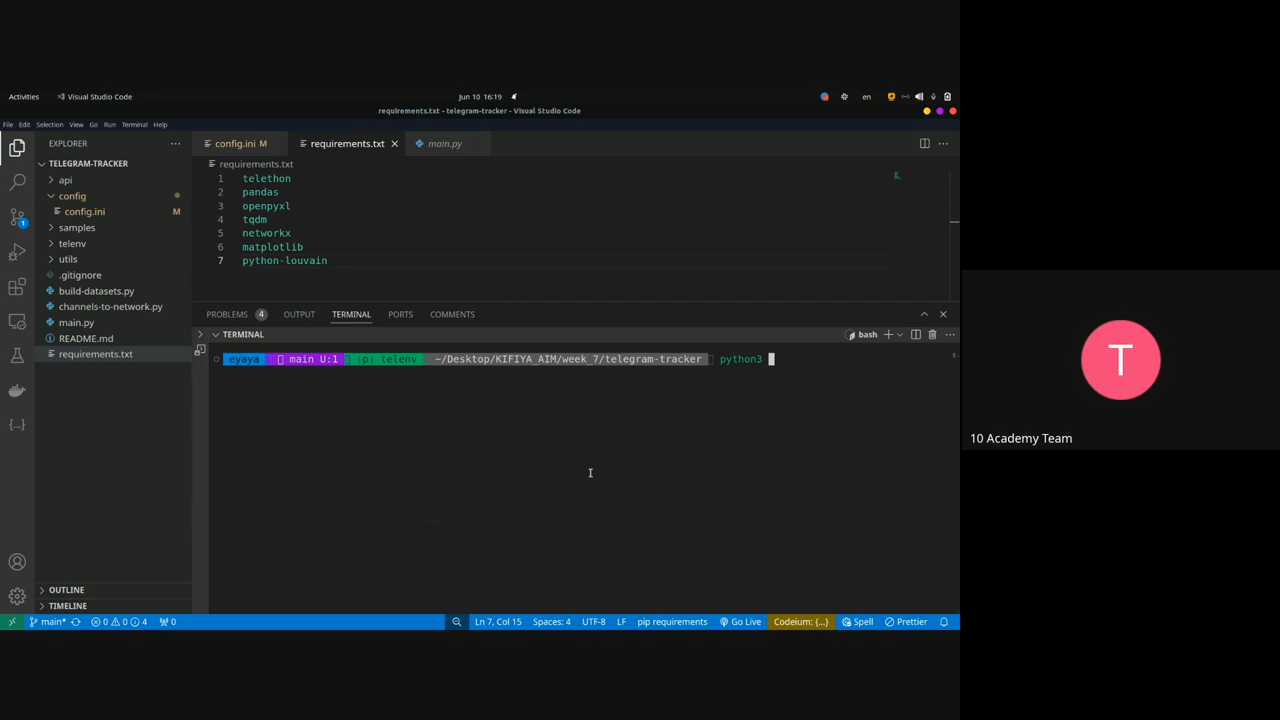 Activities Visual Studio Code Jun 10 16:19 en
requirements.txt - telegram-tracker - Visual Studio Code
File Edit Selection View Go Run Terminal Help
EXPLORER
config.ini M requirements.txt main.py
TELEGRAM-TRACKER
requirements.txt
api
config
config.ini M
samples
telenv
utils
.gitignore
build-datasets.py
channels-to-network.py
main.py
README.md
requirements.txt
1 telethon
2 pandas
3 openpyxl
4 tqdm
5 networkx
6 matplotlib
7 python-louvain
PROBLEMS 4 OUTPUT TERMINAL PORTS COMMENTS
TERMINAL bash
eyaya main U:1 (p) telenv ~/Desktop/KIFIYA_AIM/week_7/telegram-tracker python3
1
T
10 Academy Team
OUTLINE
TIMELINE
main* 0 0 4 0 Ln 7, Col 15 Spaces: 4 UTF-8 LF pip requirements Go Live Codeium: {...} Spell Prettier